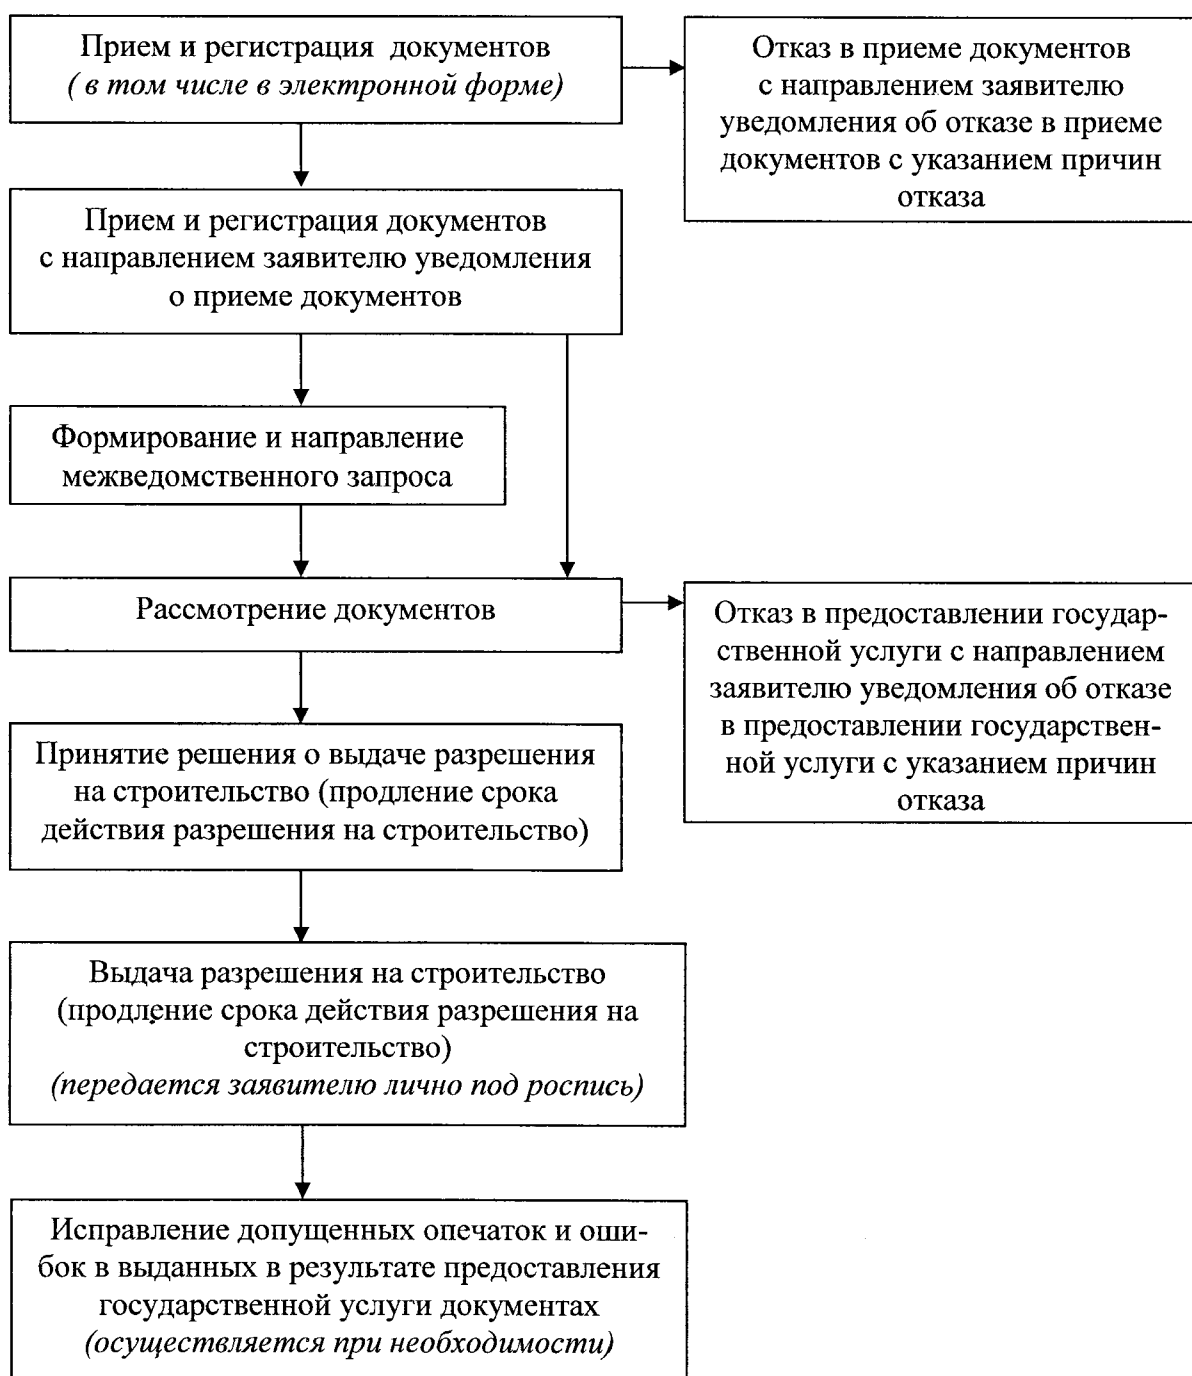 Прием и регистрация документов
( в том числе в электронной форме)
Отказ в приеме документов
с направлением заявителю
уведомления об отказе в приеме
документов с указанием причин
отказа
Прием и регистрация документов
с направлением заявителю уведомления
о приеме документов
Формирование и направление
межведомственного запроса
Рассмотрение документов
Отказ в предоставлении государ-
ственной услуги с направлением
заявителю уведомления об отказе
в предоставлении государствен-
ной услуги с указанием причин
отказа
Принятие решения о выдаче разрешения
на строительство (продление срока
действия разрешения на строительство)
Выдача разрешения на строительство
(продление срока действия разрешения на
строительство)
(передается заявителю лично под роспись)
Исправление допущенных опечаток и оши-
бок в выданных в результате предоставления
государственной услуги документах
(осуществляется при необходимости)